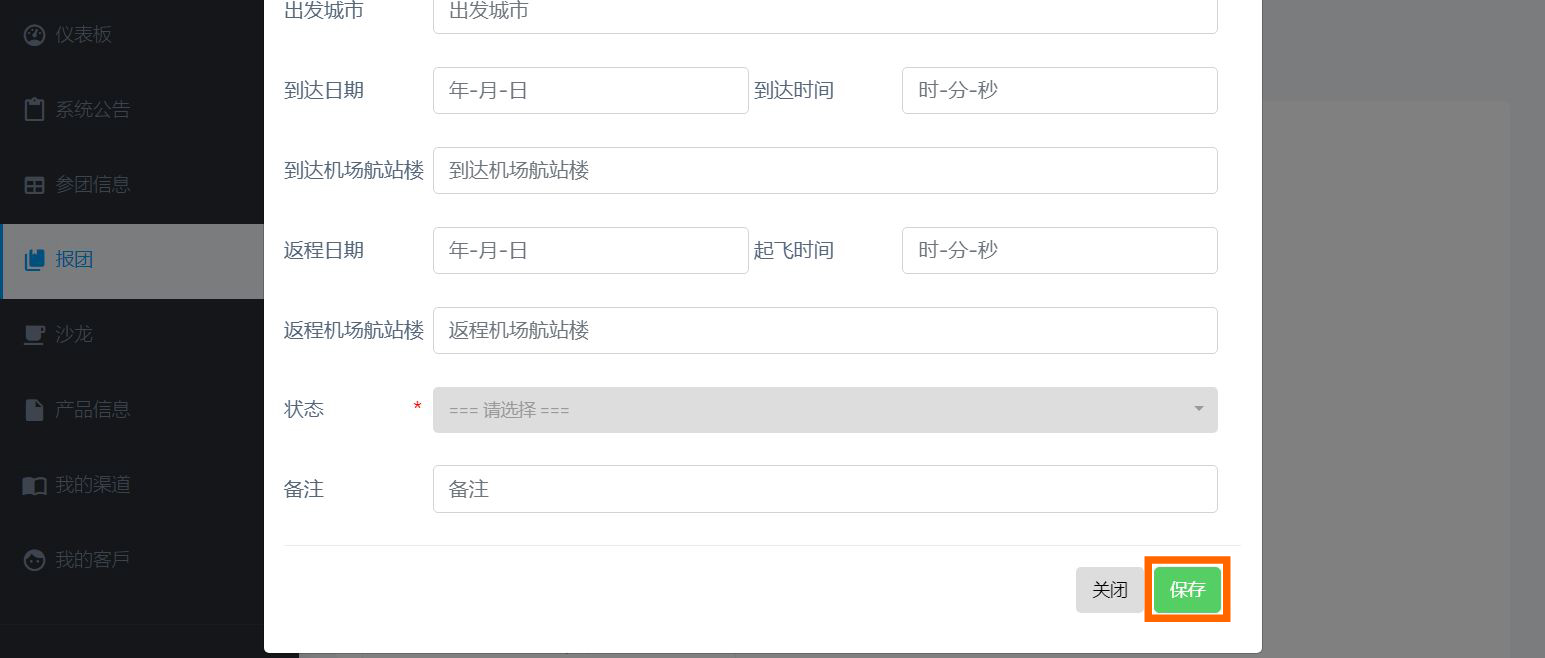 仪表板
系统公告
参团信息
报团
沙龙
产品信息
我的渠道
我的客戶
出发城市 出发城市
到达日期 年-月-日 到达时间 时-分-秒
到达机场航站楼 到达机场航站楼
返程日期 年-月-日 起飞时间 时-分-秒
返程机场航站楼 返程机场航站楼
状态 * === 请选择 ===
备注 备注
关闭 保存